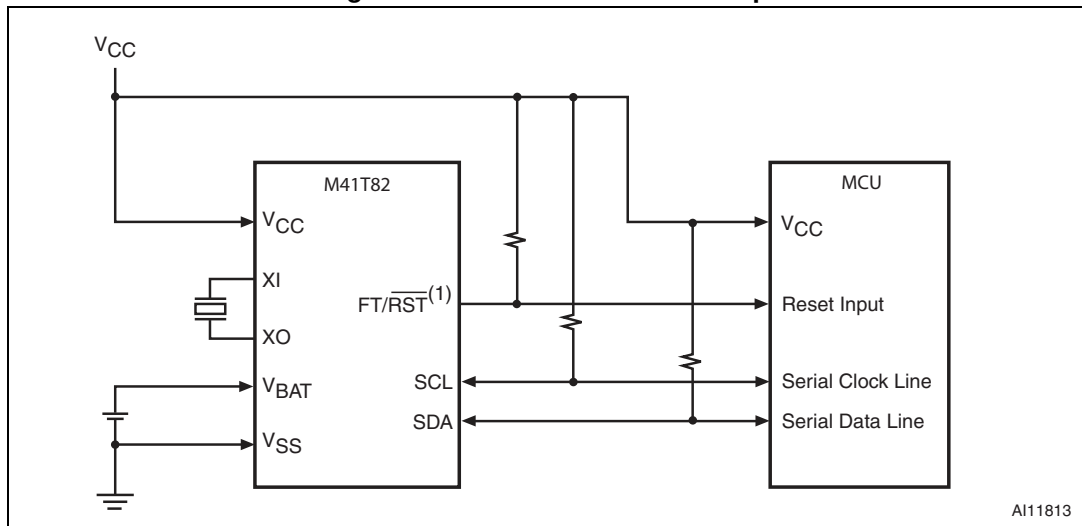 VCC
M41T82
MCU
VCC
VCC
XI
FT/RST(1)
Reset Input
XO
SCL
Serial Clock Line
VBAT
SDA
Serial Data Line
VSS
AI11813